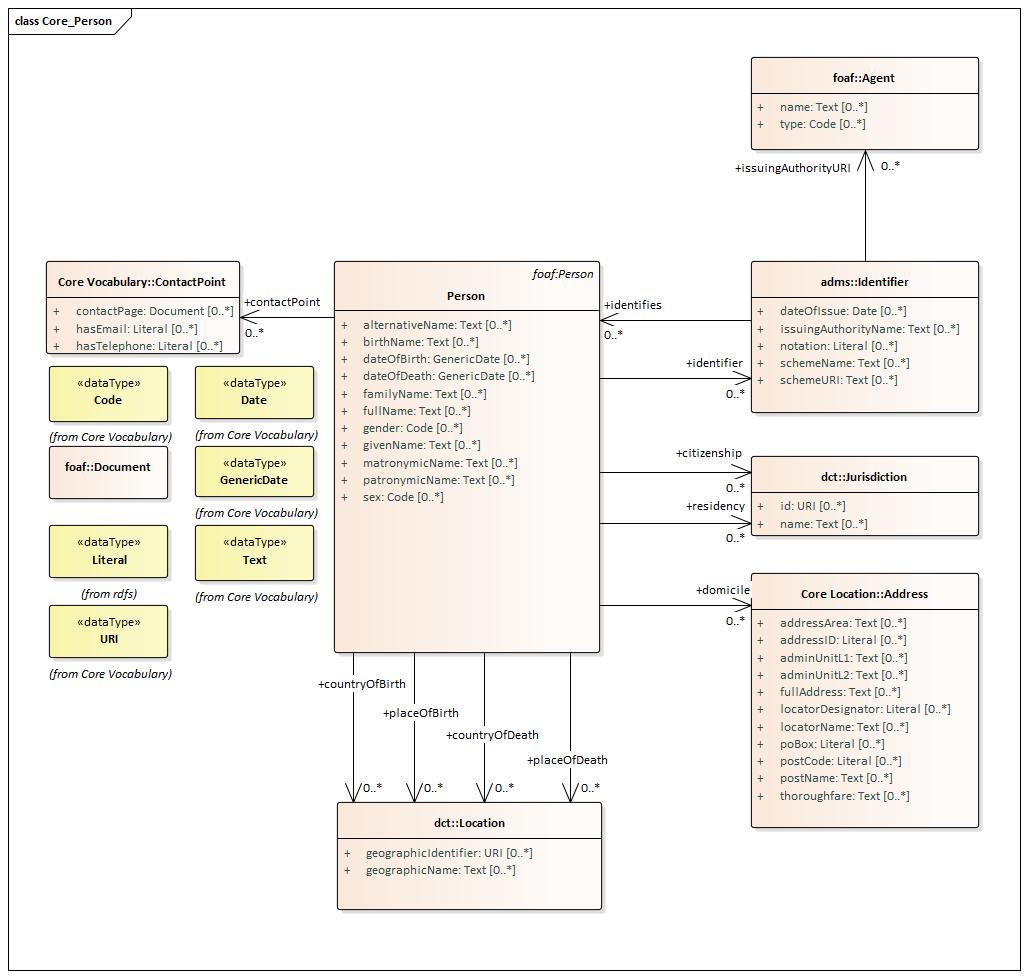 class Core_Person
foaf::Agent
+ name: Text [0..*]
+ type: Code [0..*]
+issuingAuthorityURI
0..*
Core Vocabulary::ContactPoint
+ contactPage: Document [0..*]
+ hasEmail: Literal [0..*]
+ hasTelephone: Literal [0..*]
+contactPoint
0..*
foaf:Person
Person
+ alternativeName: Text [0..*]
+ birthName: Text [0..*]
+ dateOfBirth: GenericDate [0..*]
+ dateOfDeath: GenericDate [0..*]
+ familyName: Text [0..*]
+ fullName: Text [0..*]
+ gender: Code [0..*]
+ givenName: Text [0..*]
+ matronymicName: Text [0..*]
+ patronymicName: Text [0..*]
+ sex: Code [0..*]
+identifies
0..*
+identifier
0..*
adms::Identifier
+ dateOfIssue: Date [0..*]
+ issuingAuthorityName: Text [0..*]
+ notation: Literal [0..*]
+ schemeName: Text [0..*]
+ schemeURI: Text [0..*]
«dataType»
Code
(from Core Vocabulary)
«dataType»
Date
(from Core Vocabulary)
foaf::Document
«dataType»
GenericDate
(from Core Vocabulary)
«dataType»
Literal
(from rdfs)
«dataType»
Text
(from Core Vocabulary)
«dataType»
URI
(from Core Vocabulary)
+citizenship
0..*
+residency
0..*
dct::Jurisdiction
+ id: URI [0..*]
+ name: Text [0..*]
+domicile
0..*
Core Location::Address
+ addressArea: Text [0..*]
+ addressID: Literal [0..*]
+ adminUnitL1: Text [0..*]
+ adminUnitL2: Text [0..*]
+ fullAddress: Text [0..*]
+ locatorDesignator: Literal [0..*]
+ locatorName: Text [0..*]
+ poBox: Literal [0..*]
+ postCode: Literal [0..*]
+ postName: Text [0..*]
+ thoroughfare: Text [0..*]
+countryOfBirth
+placeOfBirth
+countryOfDeath
+placeOfDeath
0..*
0..*
0..*
0..*
dct::Location
+ geographicIdentifier: URI [0..*]
+ geographicName: Text [0..*]